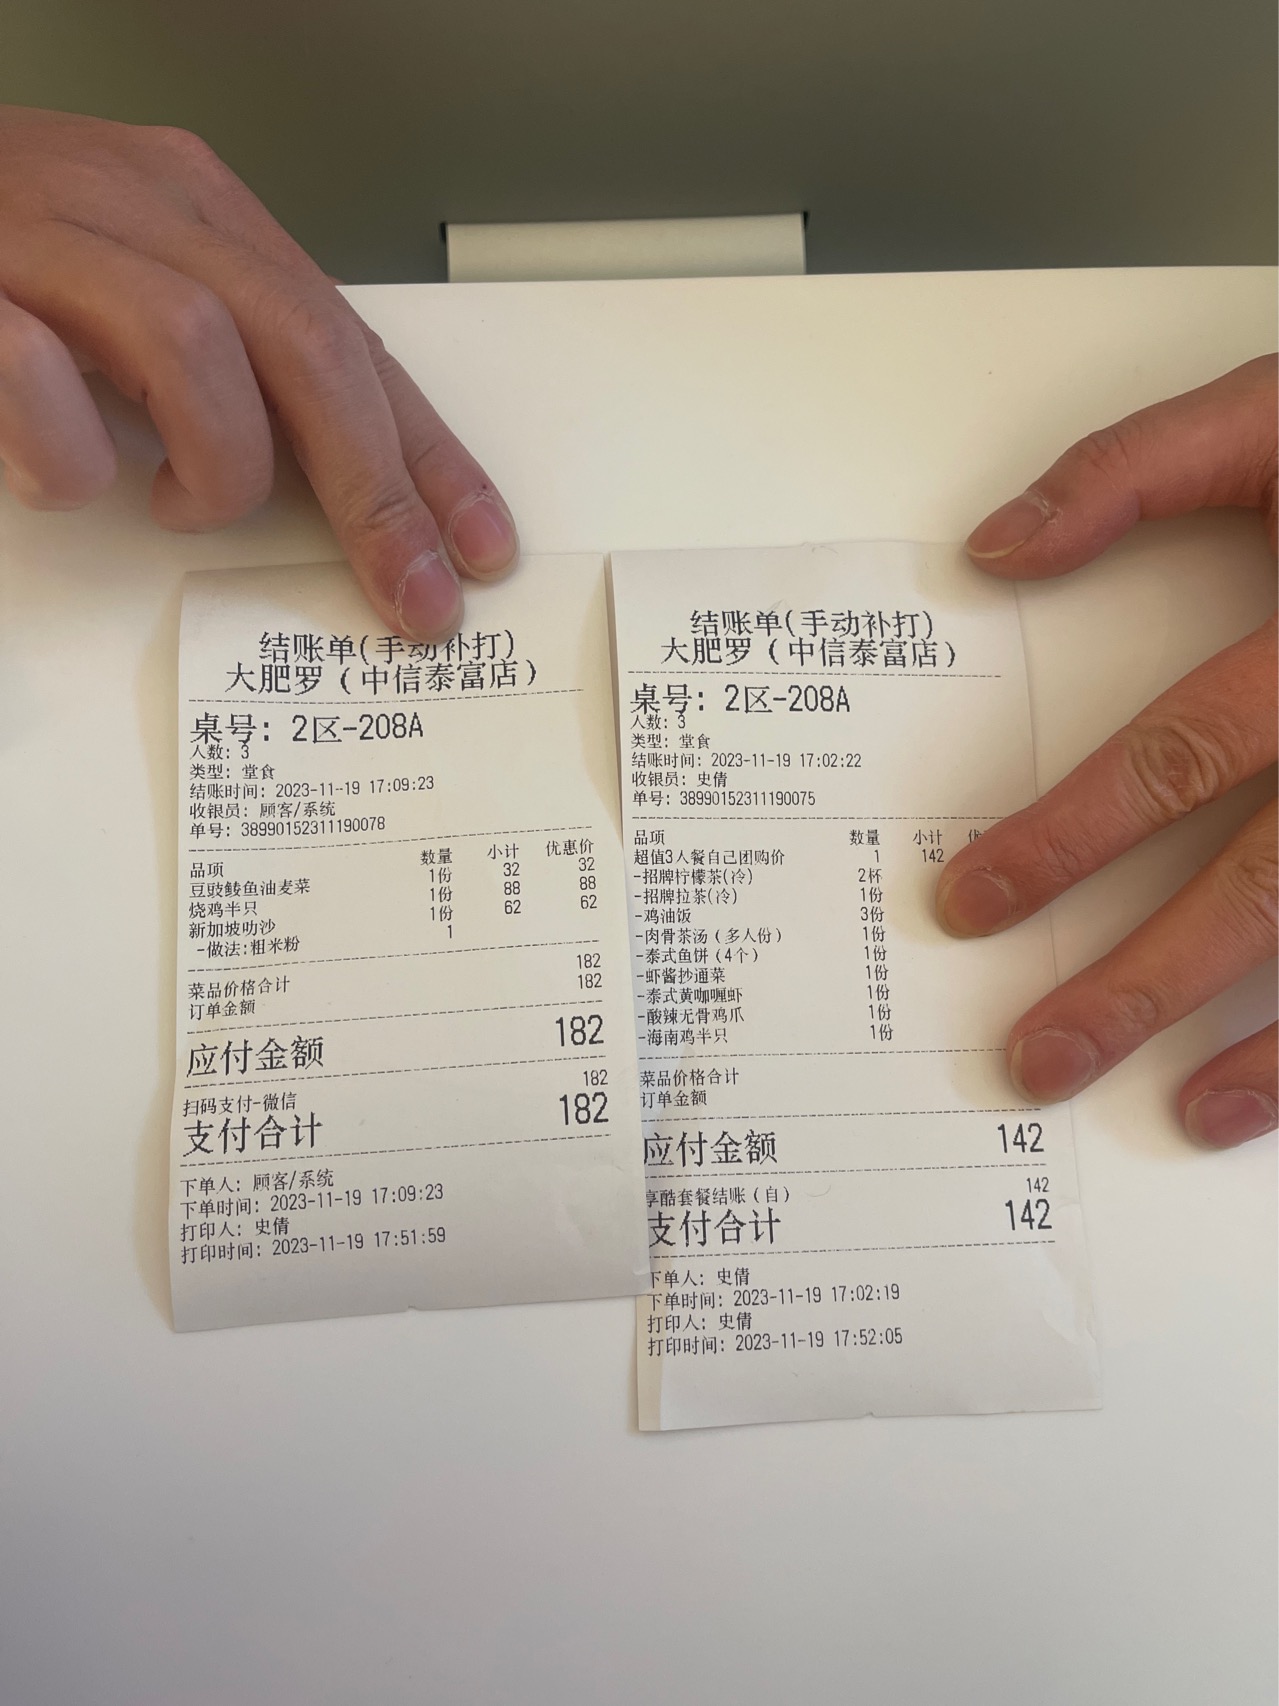 结账单(手动补打)
大肥罗（中信泰富店）
桌号：2区-208A
人数：3
类型：堂食
结账时间：2023-11-19 17:09:23
收银员：顾客/系统
单号：38990152311190078
品项 数量 小计 优惠价
豆豉鲮鱼油麦菜 1份 32 32
烧鸡半只 1份 88 88
新加坡叻沙 1份 62 62
-做法:粗米粉 1
菜品价格合计 182
订单金额 182
应付金额 182
扫码支付-微信 182
支付合计 182
下单人：顾客/系统
下单时间：2023-11-19 17:09:23
打印人：史倩
打印时间：2023-11-19 17:51:59
结账单(手动补打)
大肥罗（中信泰富店）
桌号：2区-208A
人数：3
类型：堂食
结账时间：2023-11-19 17:02:22
收银员：史倩
单号：38990152311190075
品项 数量 小计
超值3人餐自己团购价 1 142
-招牌柠檬茶(冷) 2杯
-招牌拉茶(冷) 1份
-鸡油饭 3份
-肉骨茶汤（多人份） 1份
-泰式鱼饼（4个） 1份
-虾酱抄通菜 1份
-泰式黄咖喱虾 1份
-酸辣无骨鸡爪 1份
-海南鸡半只 1份
菜品价格合计
订单金额
应付金额 142
享酷套餐结账（自） 142
支付合计 142
下单人：史倩
下单时间：2023-11-19 17:02:19
打印人：史倩
打印时间：2023-11-19 17:52:05